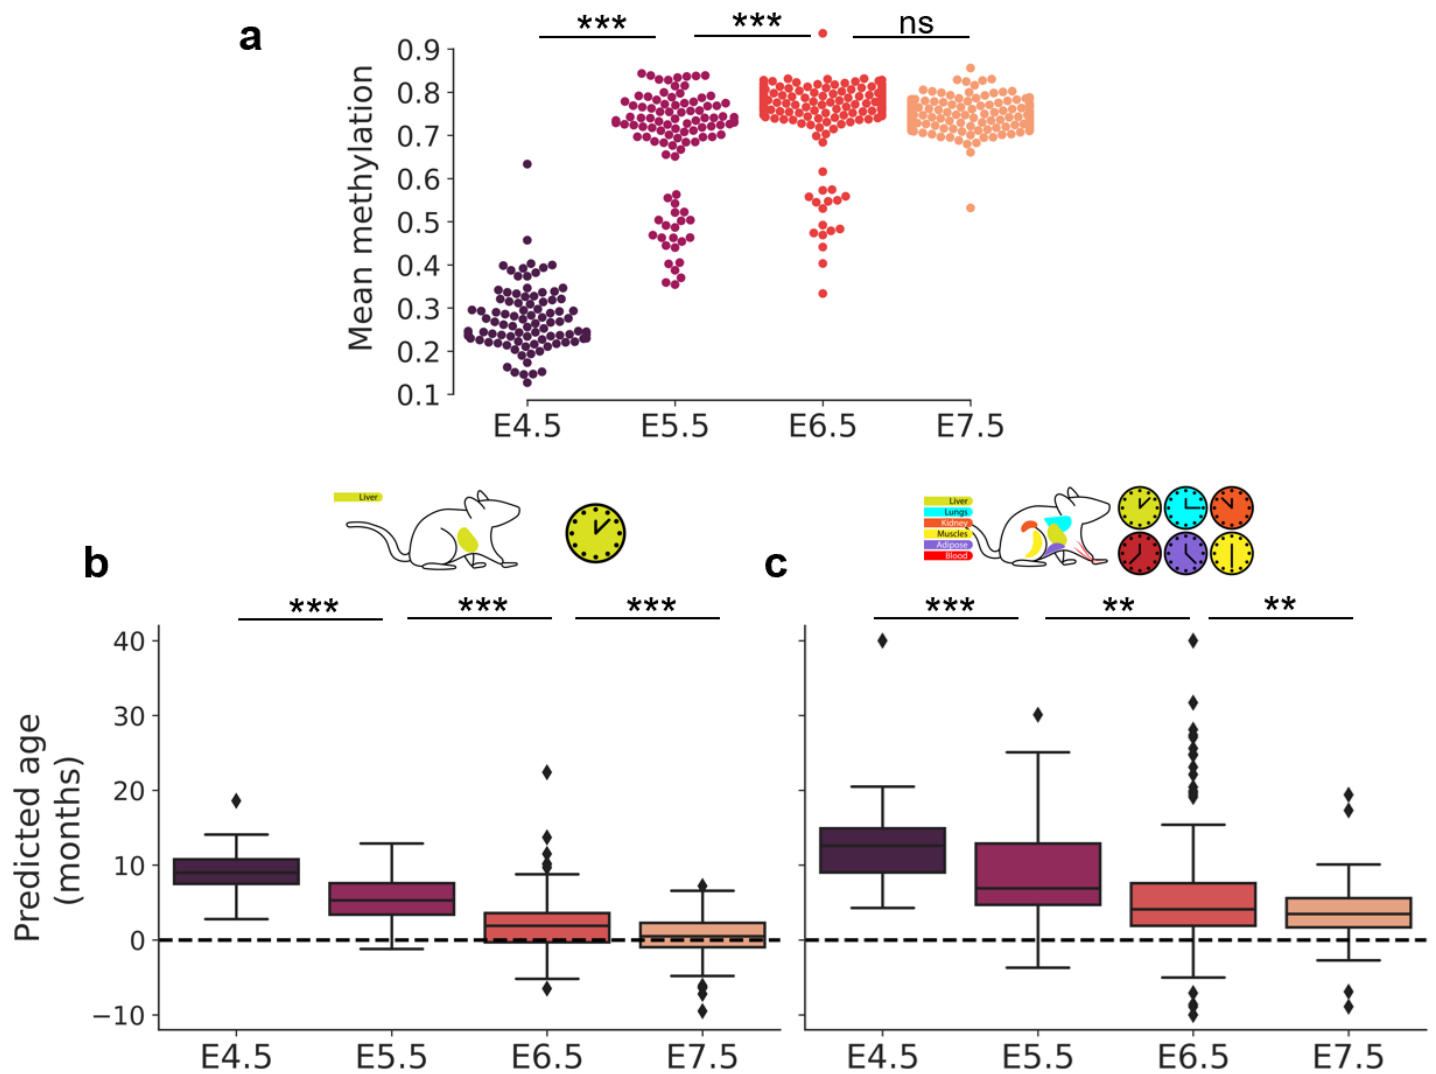 a
*** *** ns
Mean methylation
0.9
0.8
0.7
0.6
0.5
0.4
0.3
0.2
0.1
E4.5 E5.5 E6.5 E7.5
Liver
Liver
Lungs
Kidney
Muscles
Adipose
Blood
b
*** *** ***
Predicted age
(months)
40
30
20
10
0
−10
E4.5 E5.5 E6.5 E7.5
c
*** ** **
E4.5 E5.5 E6.5 E7.5